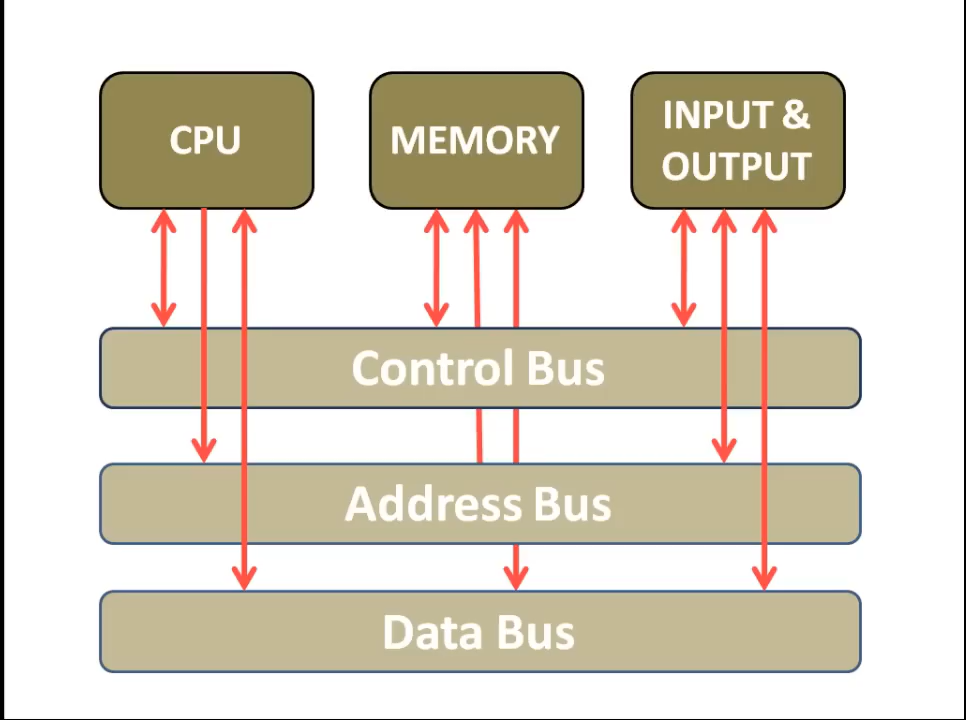 CPU
MEMORY
INPUT &
OUTPUT
Control Bus
Address Bus
Data Bus